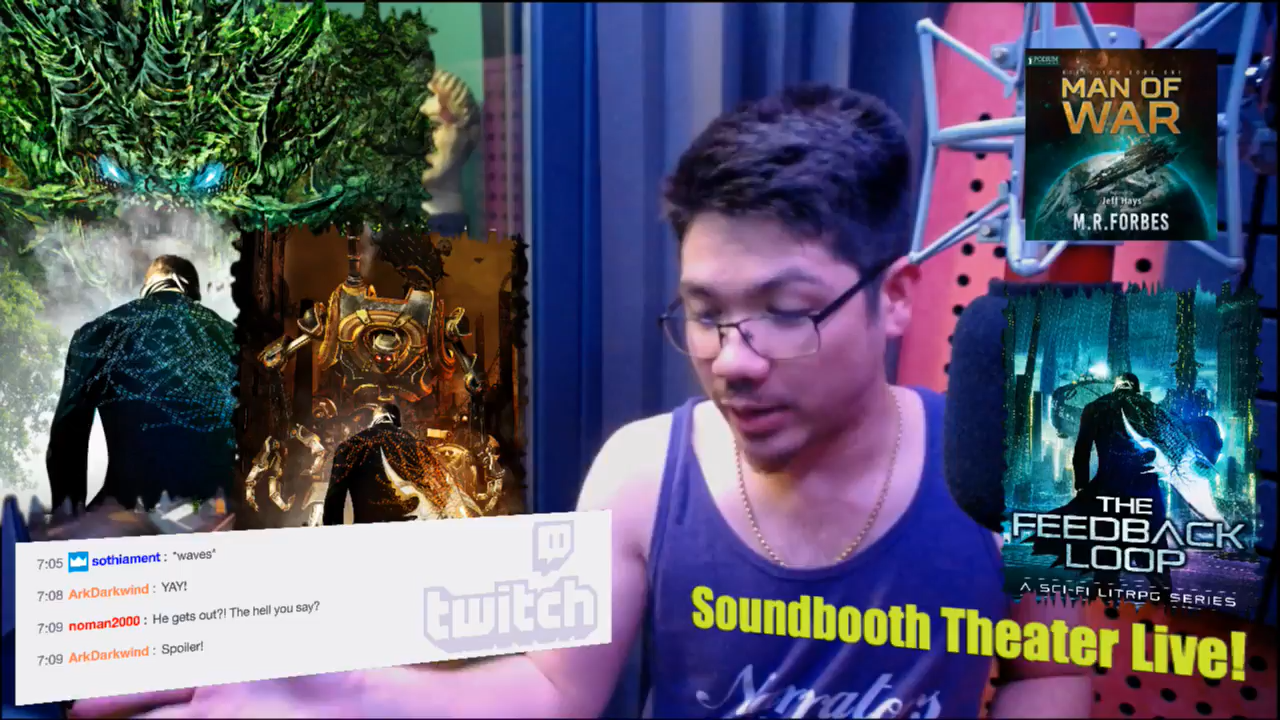 7:05 sothiament : *waves*
7:08 ArkDarkwind : YAY!
7:09 noman2000 : He gets out?! The hell you say?
7:09 ArkDarkwind : Spoiler!
twitch
PODIUM
MAN OF
WAR
Jeff Hays
M.R.FORBES
THE
FEEDBACK
LOOP
A SCI-FI LITRPG SERIES
Soundbooth Theater Live!
Narrators